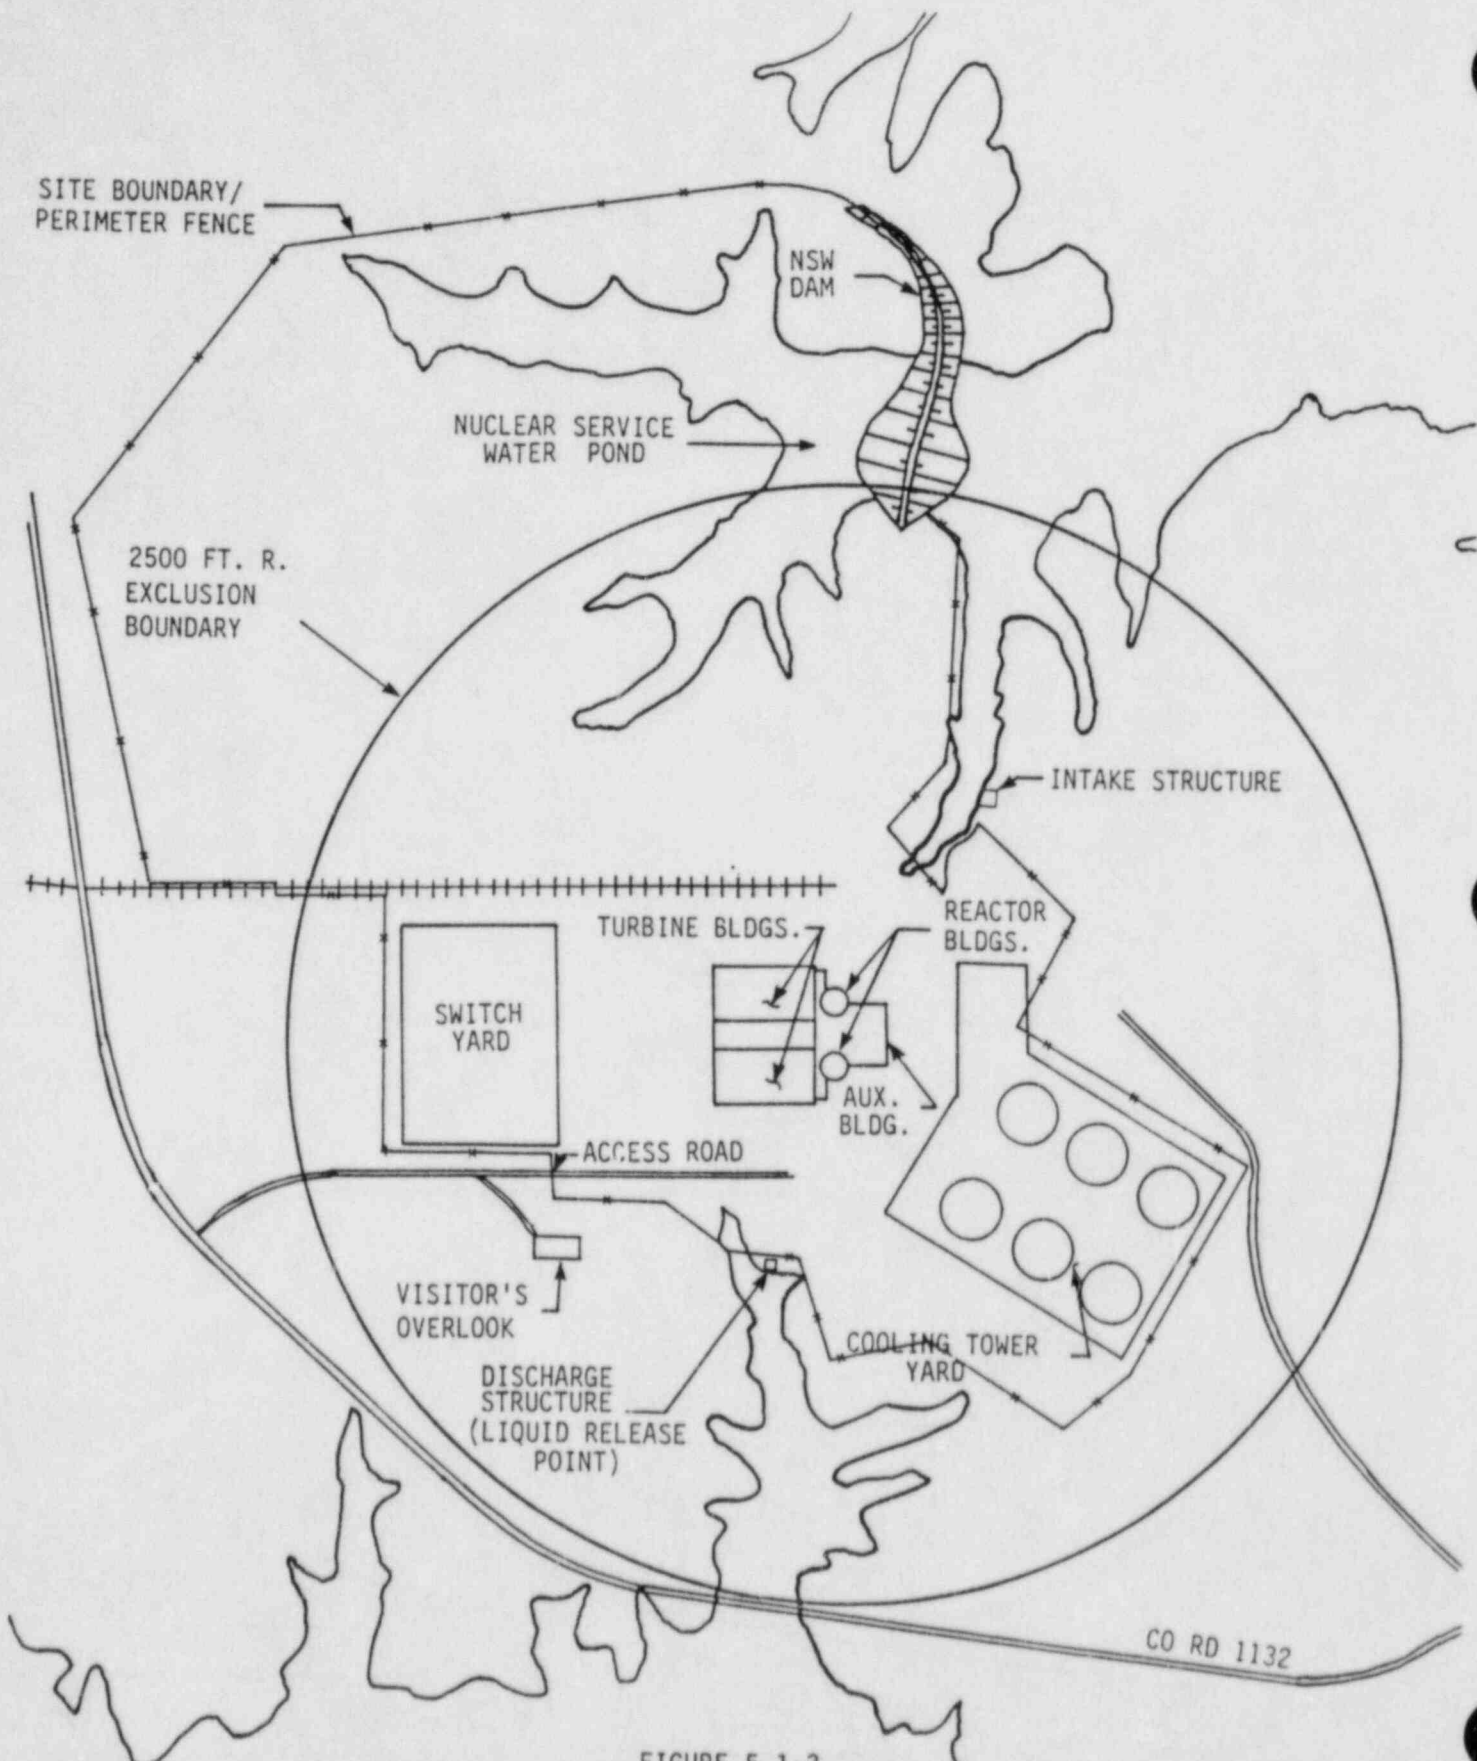 SITE BOUNDARY/
PERIMETER FENCE
NSW
DAM
NUCLEAR SERVICE
WATER POND
2500 FT. R.
EXCLUSION
BOUNDARY
INTAKE STRUCTURE
TURBINE BLDGS.
REACTOR
BLDGS.
SWITCH
YARD
AUX.
BLDG.
ACCESS ROAD
VISITOR'S
OVERLOOK
COOLING TOWER
YARD
DISCHARGE
STRUCTURE
(LIQUID RELEASE
POINT)
CO RD 1132
FIGURE